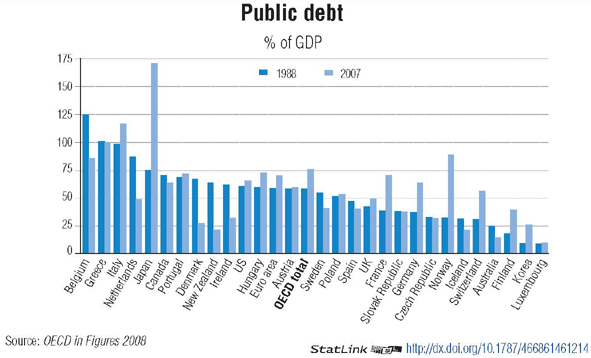 Public debt
% of GDP
175
150
125
100
75
50
25
0
1988
2007
Belgium
Greece
Italy
Netherlands
Japan
Canada
Portugal
Denmark
New Zealand
Ireland
US
Hungary
Euro area
Austria
OECD total
Sweden
Poland
Spain
UK
France
Slovak Republic
Germany
Czech Republic
Norway
Iceland
Switzerland
Australia
Finland
Korea
Luxembourg
Source: OECD in Figures 2008
StatLink http://dx.doi.org/10.1787/466861461214